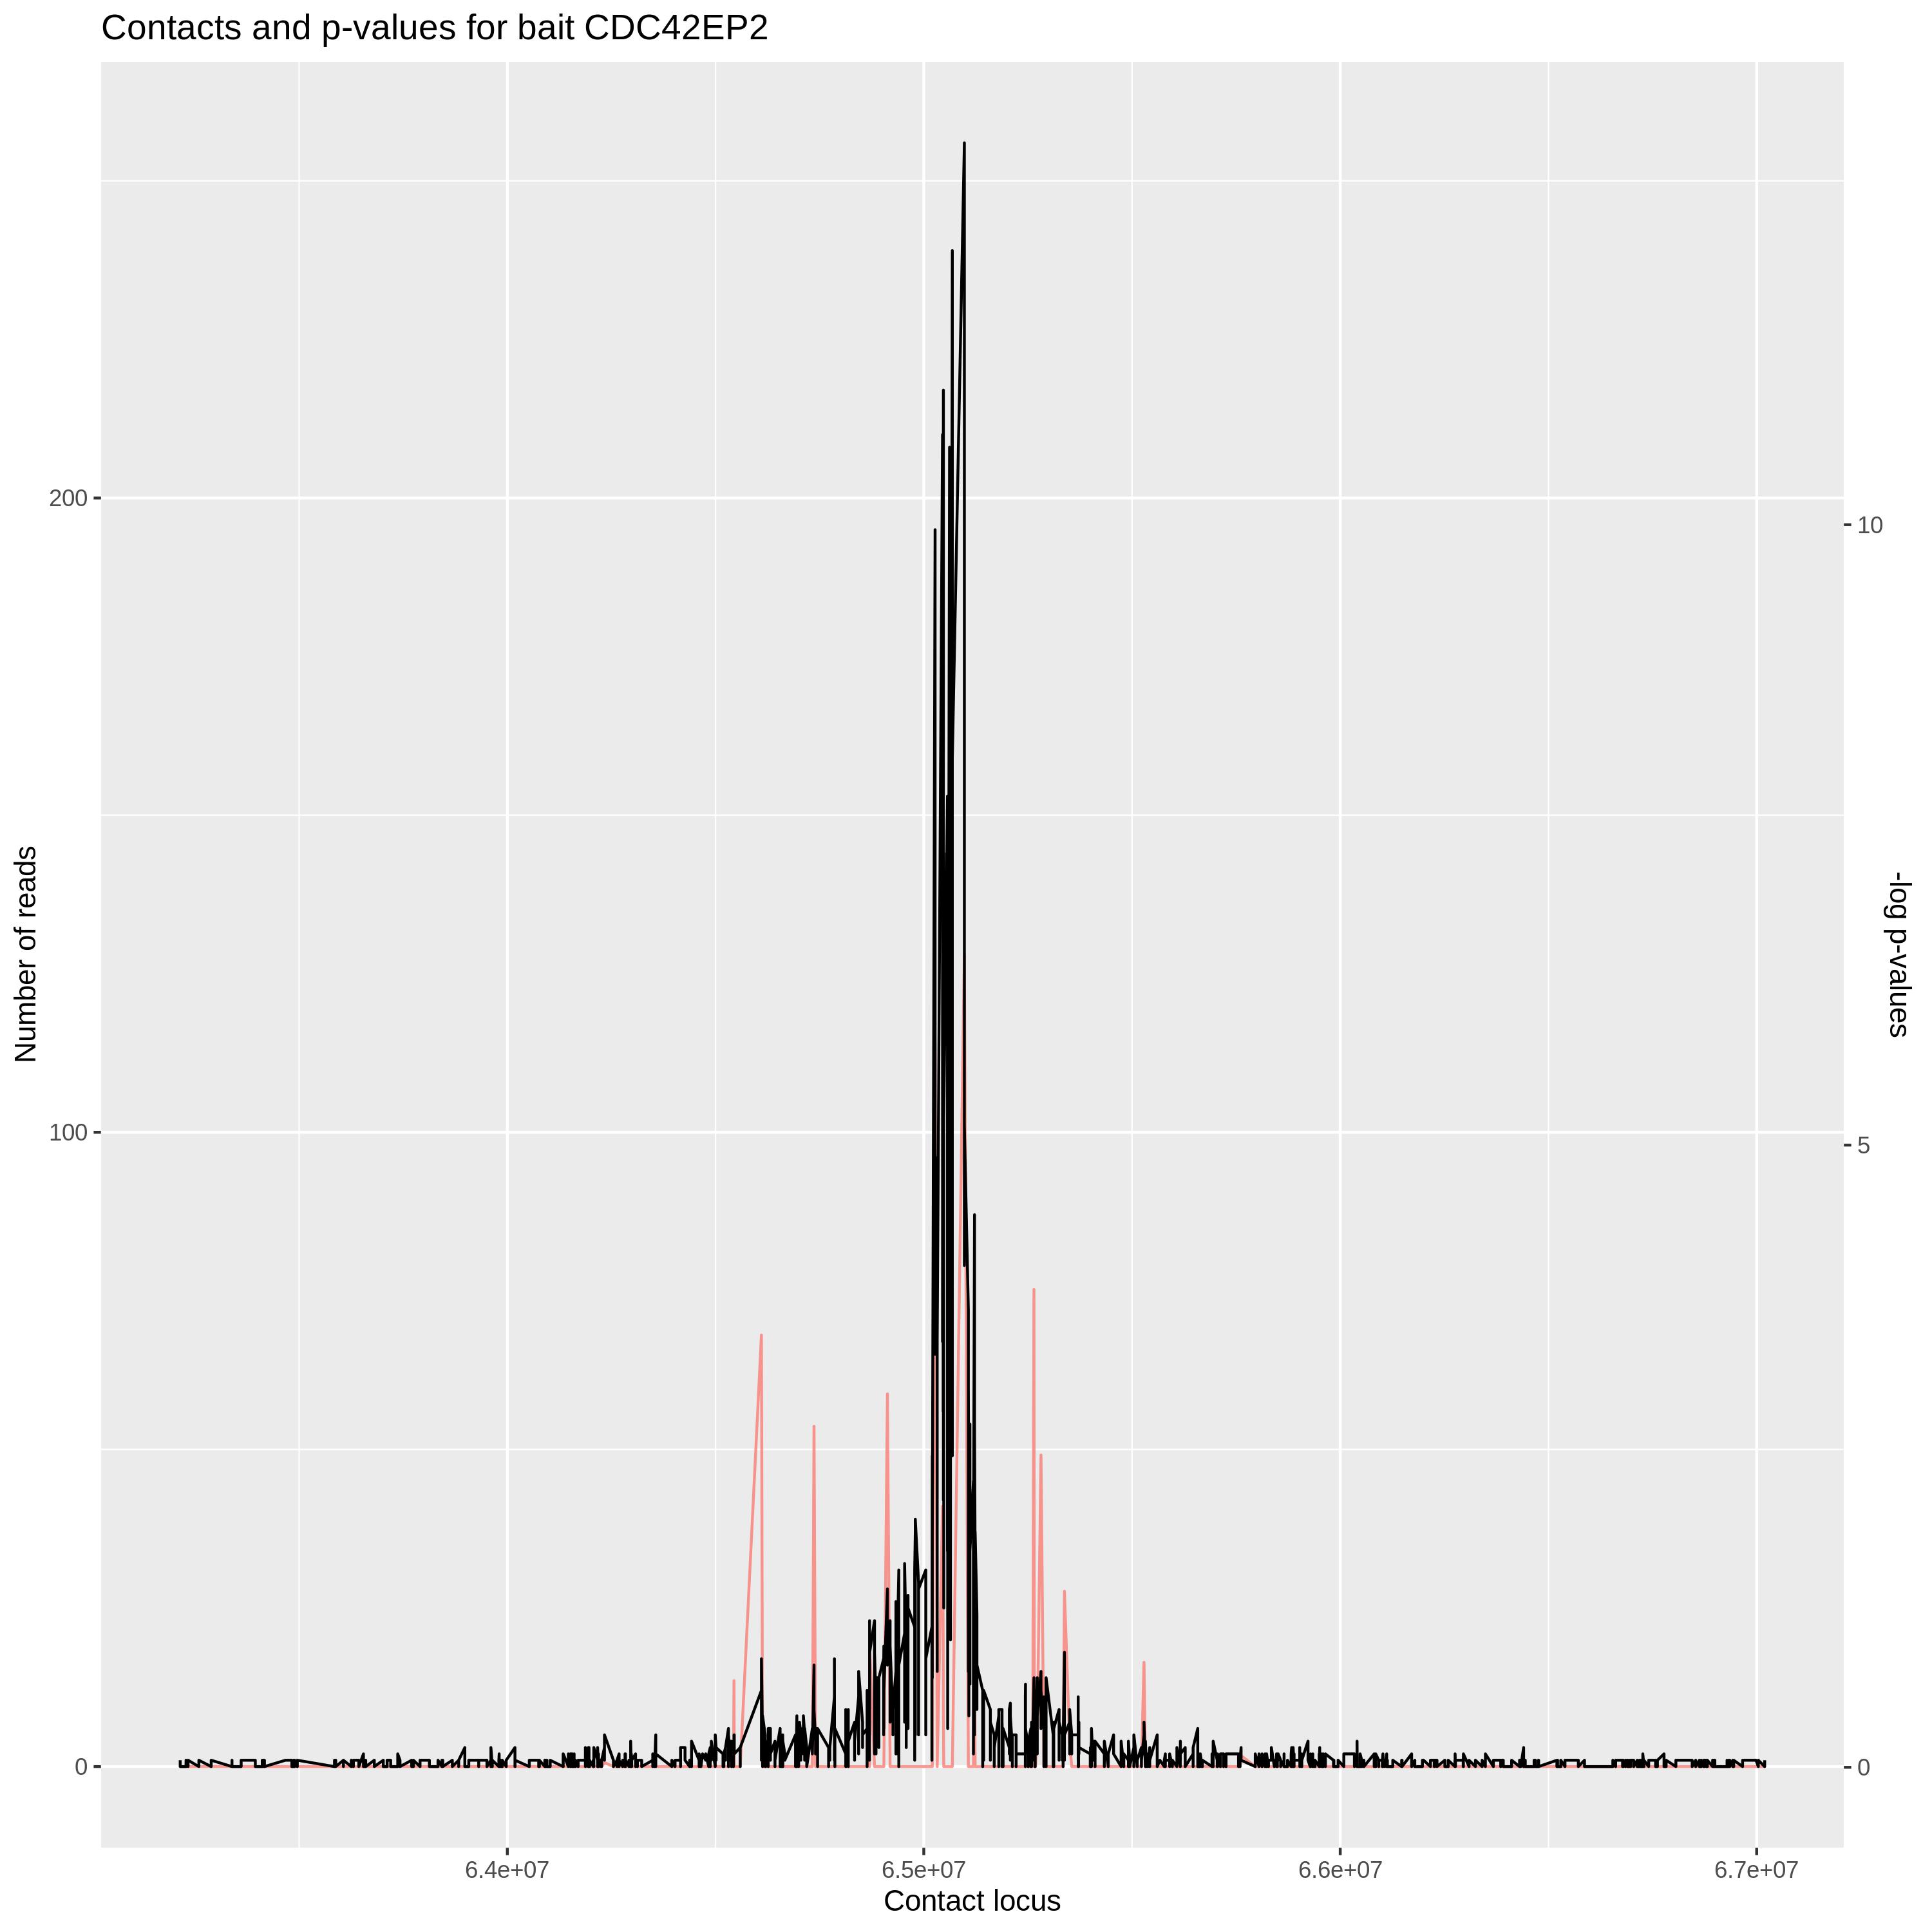 Contacts and p-values for bait CDC42EP2
200
100
0
Number of reads
10
5
0
-log p-values
6.4e+07
6.5e+07
6.6e+07
6.7e+07
Contact locus